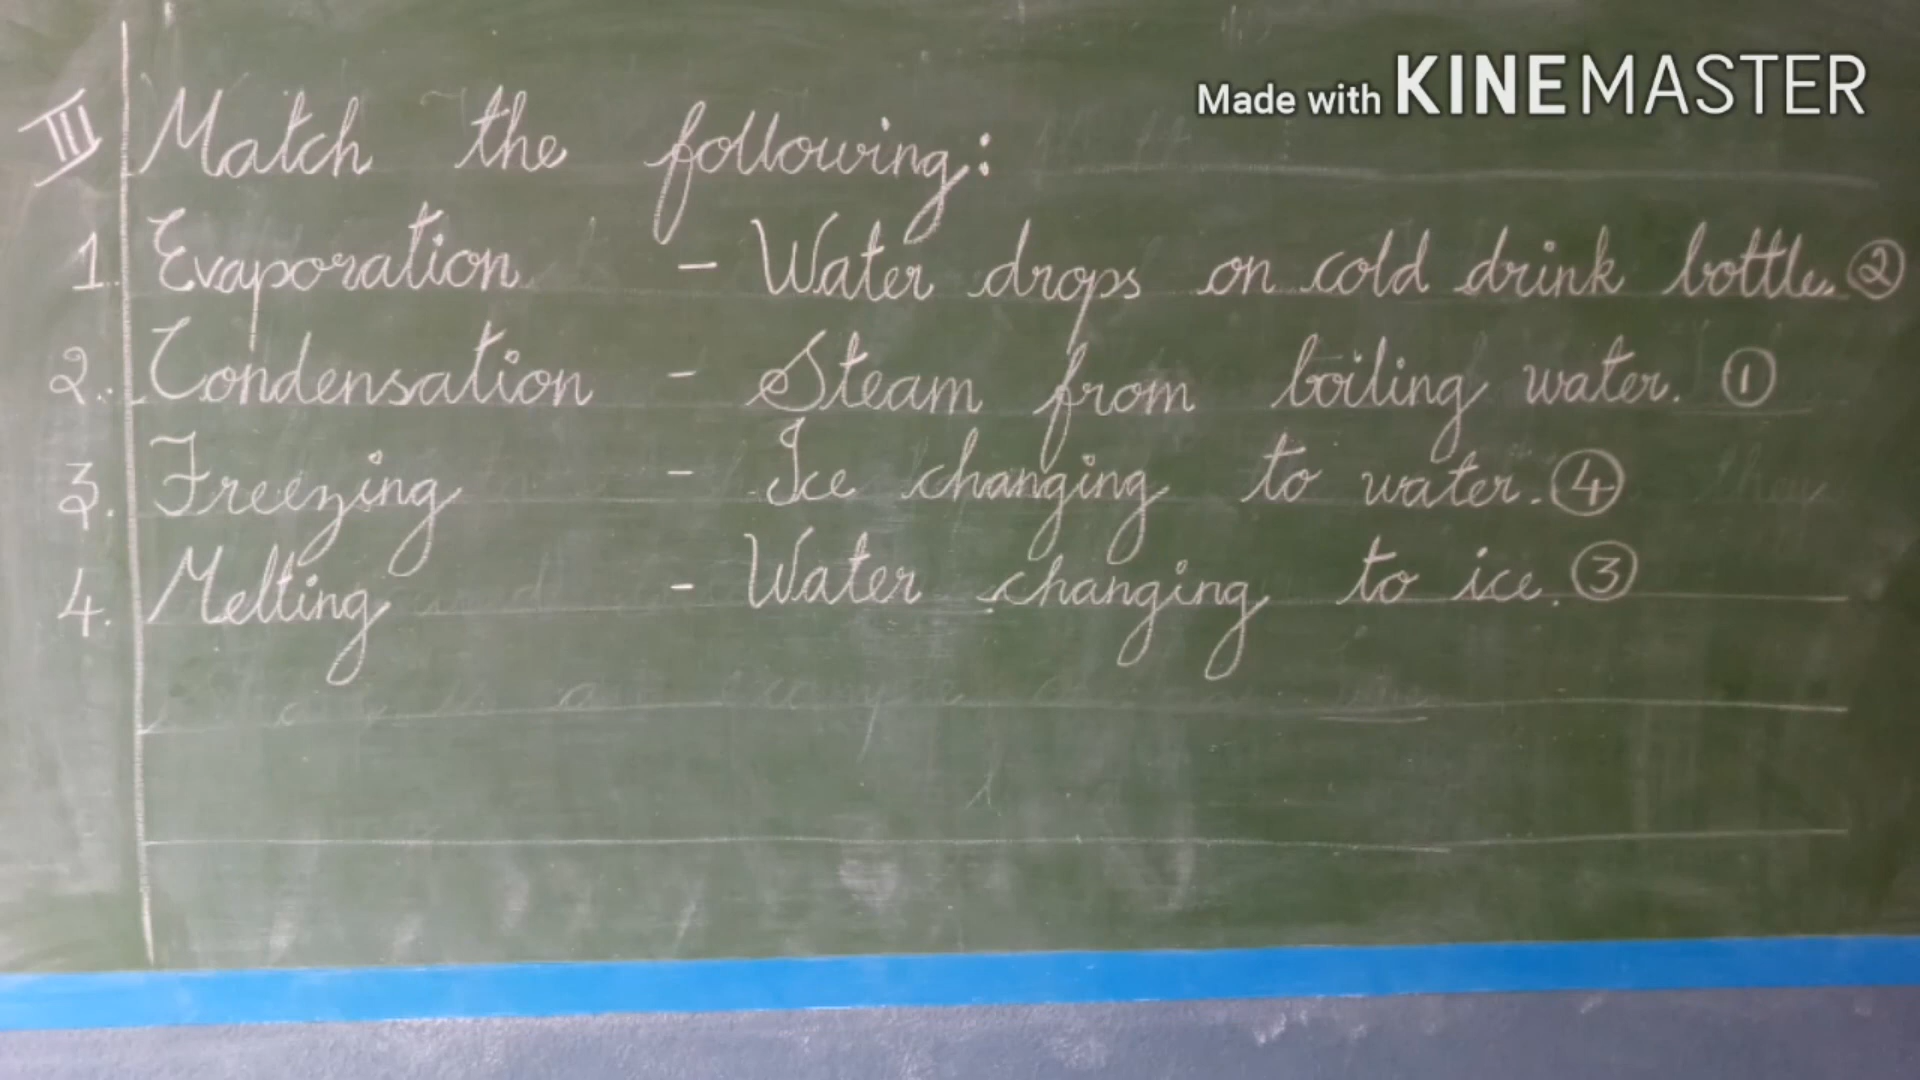 Made with KINEMASTER
III Match the following:
1. Evaporation - Water drops on cold drink bottle. ②
2. Condensation - Steam from boiling water. ①
3. Freezing - Ice changing to water. ④
4. Melting - Water changing to ice. ③